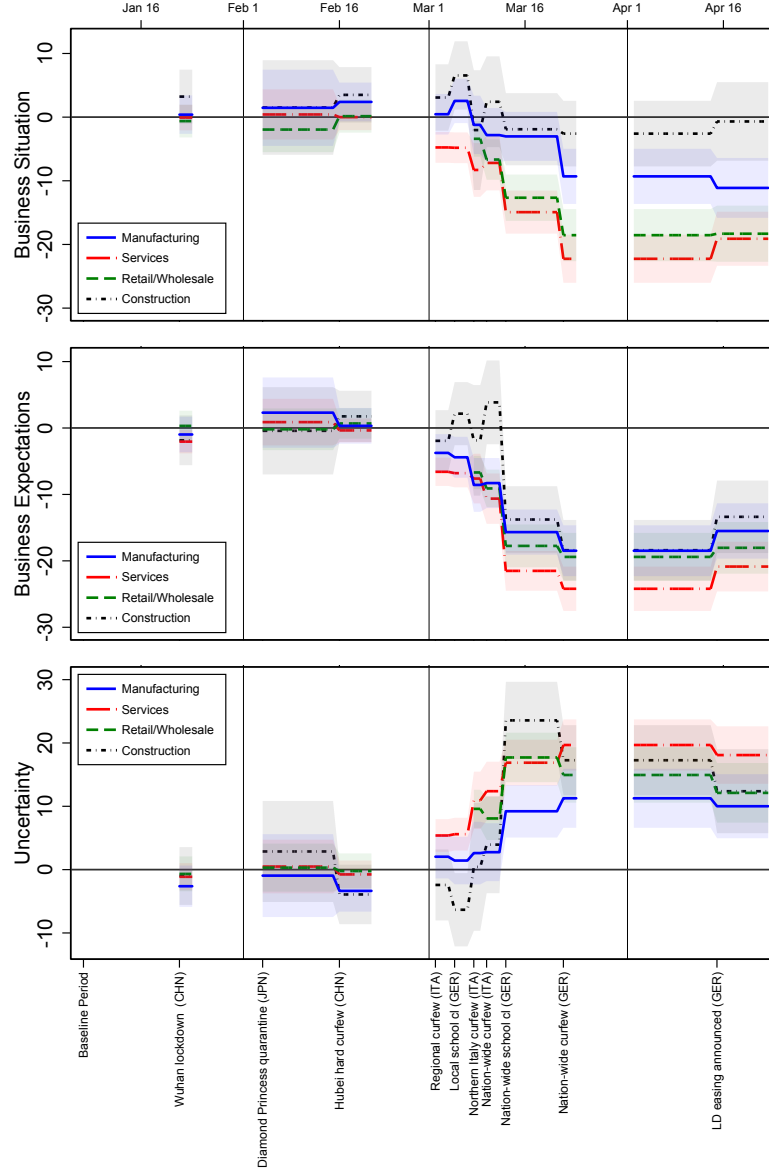 Jan 16 Feb 1 Feb 16 Mar 1 Mar 16 Apr 1 Apr 16
Business Situation
10
0
-10
-20
-30
Manufacturing
Services
Retail/Wholesale
Construction
Business Expectations
10
0
-10
-20
-30
Manufacturing
Services
Retail/Wholesale
Construction
Uncertainty
30
20
10
0
-10
Manufacturing
Services
Retail/Wholesale
Construction
Baseline Period
Wuhan lockdown (CHN)
Diamond Princess quarantine (JPN)
Hubei hard curfew (CHN)
Regional curfew (ITA)
Local school cl (GER)
Northern Italy curfew (ITA)
Nation-wide curfew (ITA)
Nation-wide school cl (GER)
Nation-wide curfew (GER)
LD easing announced (GER)